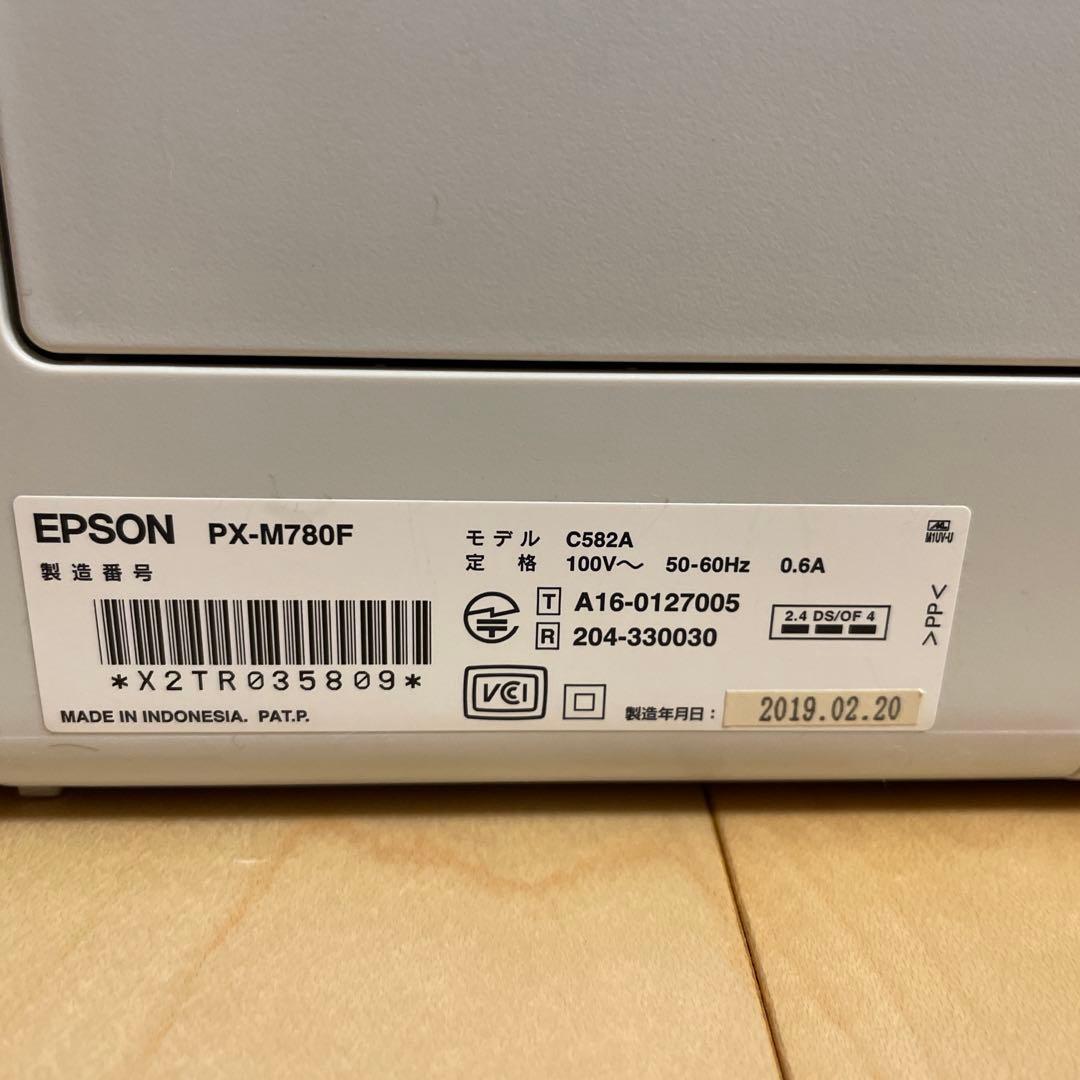 EPSON PX-M780F
製造番号
*X2TR035809*
MADE IN INDONESIA. PAT.P.
モデル C582A
定格 100V～ 50-60Hz 0.6A
T A16-0127005
R 204-330030
2.4 DS/OF 4
VCCI
製造年月日： 2019.02.20
M1UV-U
>PP<